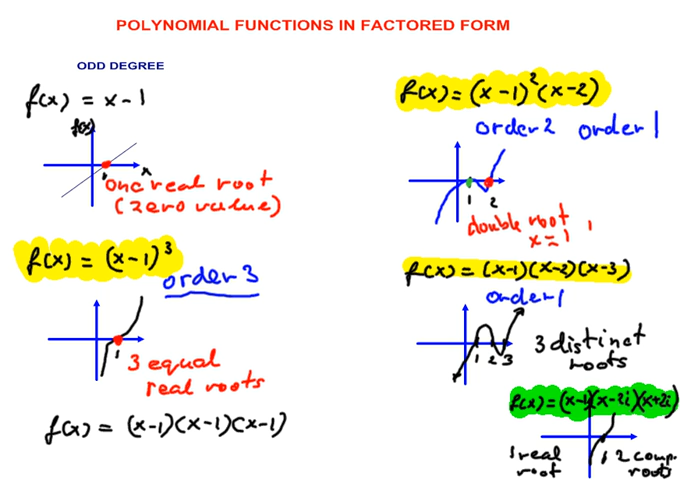 POLYNOMIAL FUNCTIONS IN FACTORED FORM
ODD DEGREE
f(x) = x-1
f(x)
x
1
one real root
(zero value)
f(x) = (x-1)³
order 3
1
3 equal
real roots
f(x) = (x-1)(x-1)(x-1)
f(x) = (x-1)²(x-2)
order 2 order 1
1 2
double root
x=1
f(x) = (x-1)(x-2)(x-3)
order 1
1 2 3
3 distinct
roots
f(x)=(x-1)(x-2i)(x+2i)
1 real
root
1
2 comp.
roots